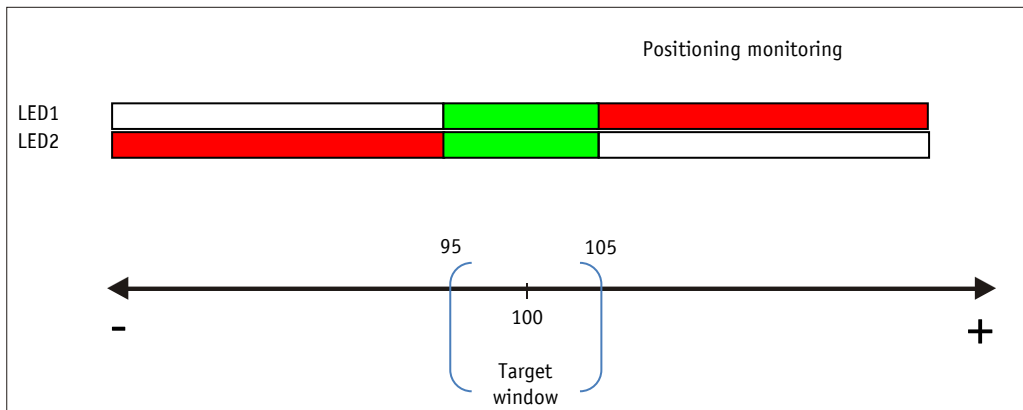 Positioning monitoring
LED1
LED2
95 105
100
- +
Target
window